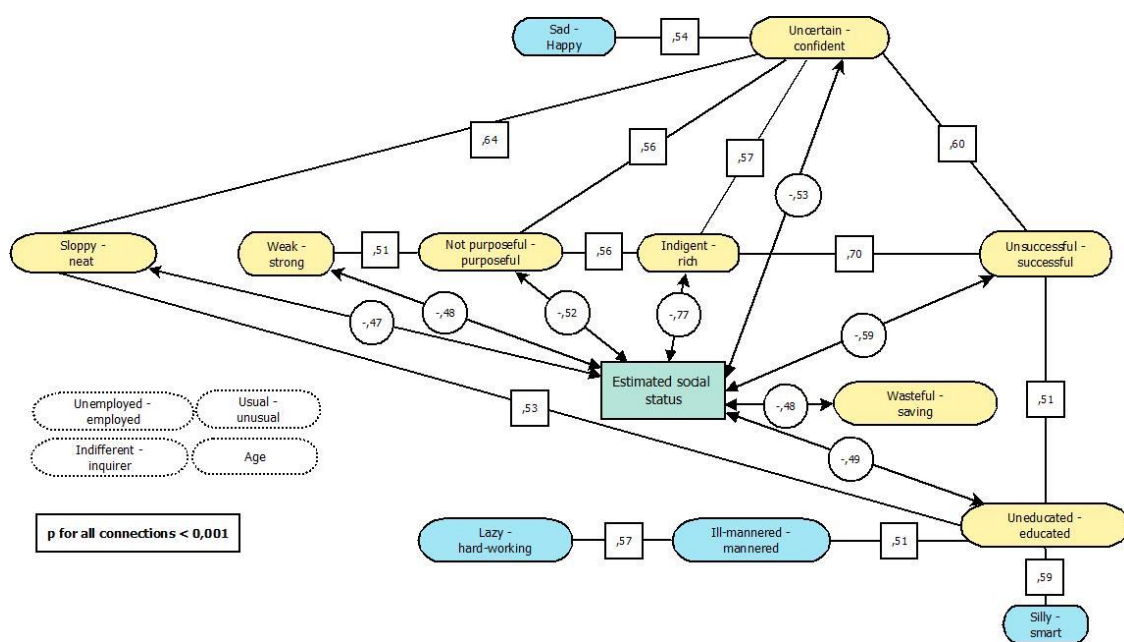 Sad -
Happy
,54
Uncertain -
confident
,64
,56
,57
,60
-,53
Sloppy -
neat
Weak -
strong
,51
Not purposeful -
purposeful
,56
Indigent -
rich
,70
Unsuccessful -
successful
-,47
-,48
-,52
-,77
-,59
Estimated social
status
-,48
Wasteful -
saving
Unemployed -
employed
Usual -
unusual
,53
,51
Indifferent -
inquirer
Age
-,49
p for all connections < 0,001
Lazy -
hard-working
,57
Ill-mannered -
mannered
,51
Uneducated -
educated
,59
Silly -
smart